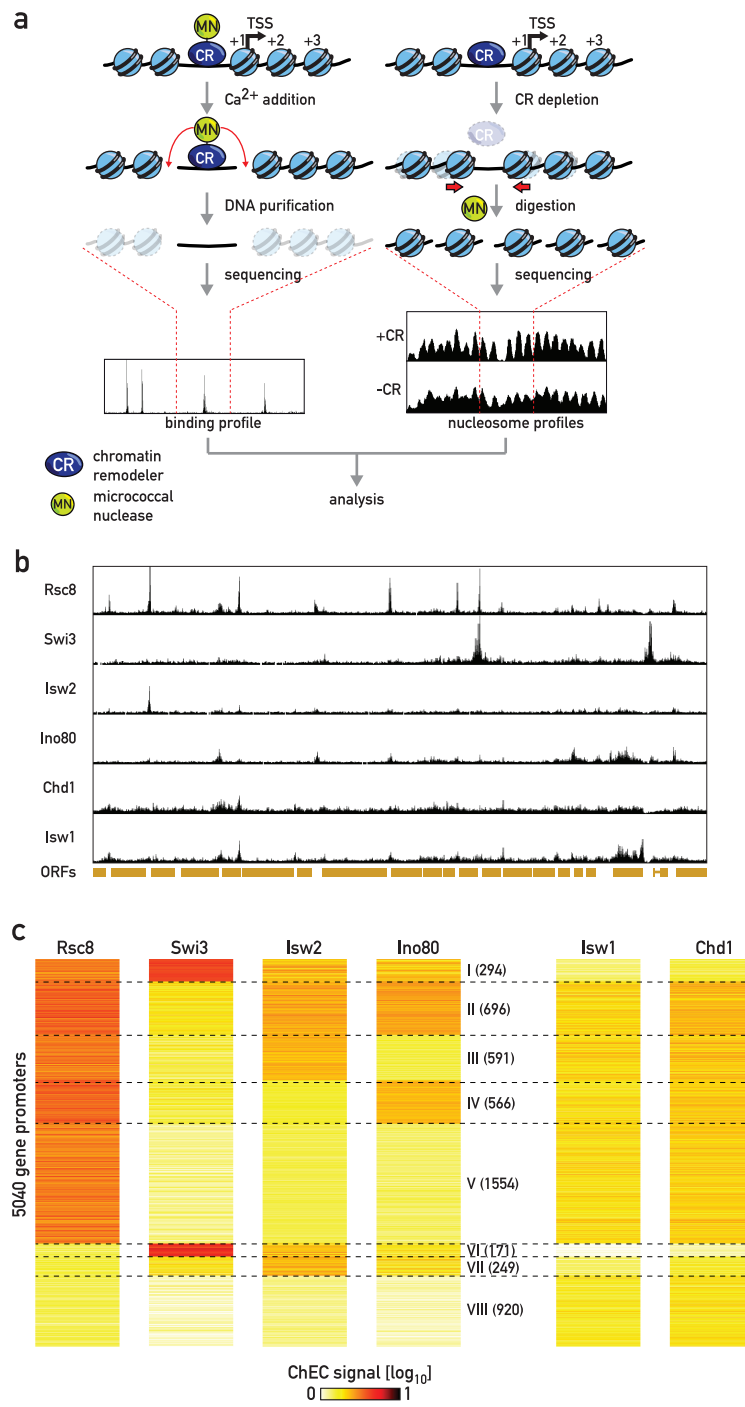 a
MN
CR
+1
TSS
+2
+3
CR
+1
TSS
+2
+3
Ca2+ addition
CR depletion
MN
CR
CR
DNA purification
MN
digestion
sequencing
sequencing
+CR
-CR
binding profile
nucleosome profiles
CR
chromatin
remodeler
MN
micrococcal
nuclease
analysis
b
Rsc8
Swi3
Isw2
Ino80
Chd1
Isw1
ORFs
c
Rsc8 Swi3 Isw2 Ino80 Isw1 Chd1
5040 gene promoters
I (294)
II (696)
III (591)
IV (566)
V (1554)
VI (171)
VII (249)
VIII (920)
ChEC signal [log10]
0 1